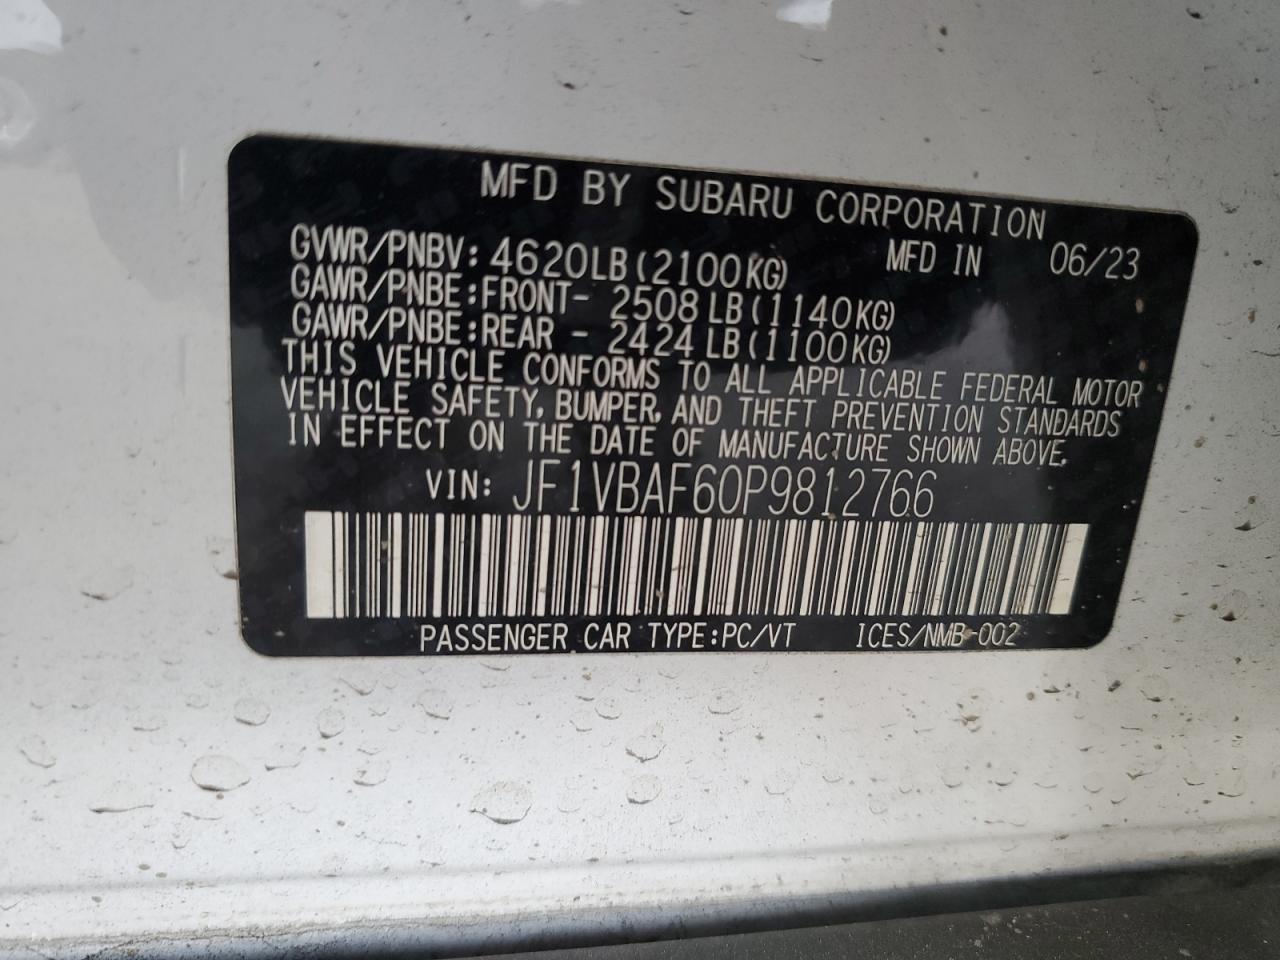 MFD BY SUBARU CORPORATION
GVWR/PNBV: 4620LB (2100KG) MFD IN 06/23
GAWR/PNBE:FRONT- 2508 LB (1140KG)
GAWR/PNBE:REAR - 2424 LB (1100KG)
THIS VEHICLE CONFORMS TO ALL APPLICABLE FEDERAL MOTOR
VEHICLE SAFETY, BUMPER, AND THEFT PREVENTION STANDARDS
IN EFFECT ON THE DATE OF MANUFACTURE SHOWN ABOVE.
VIN: JF1VBAF60P9812766
PASSENGER CAR TYPE:PC/VT ICES/NMB-002